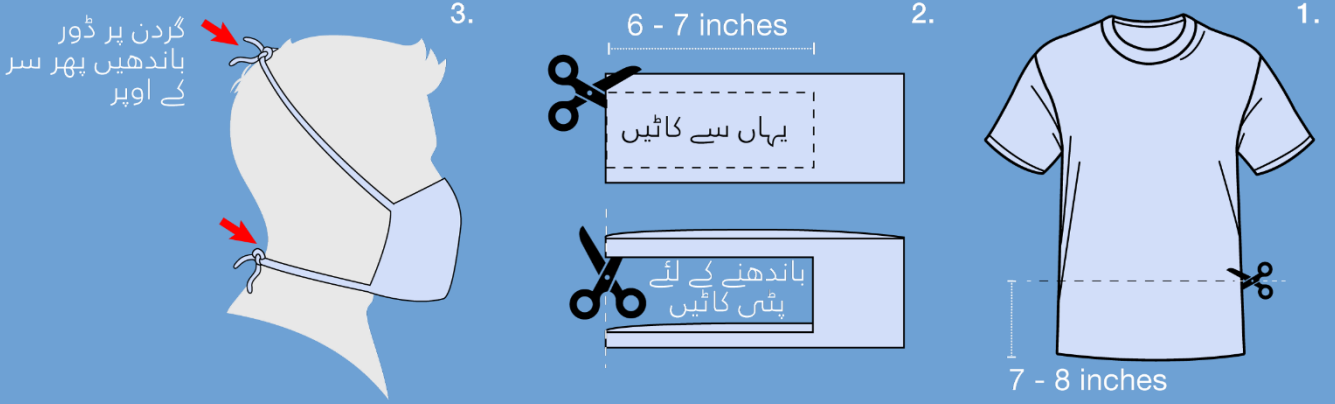 1.
7 - 8 inches
2.
6 - 7 inches
یہاں سے کاٹیں
باندھنے کے لئے
پٹی کاٹیں
3.
گردن پر ڈور
باندھیں پھر سر
کے اوپر